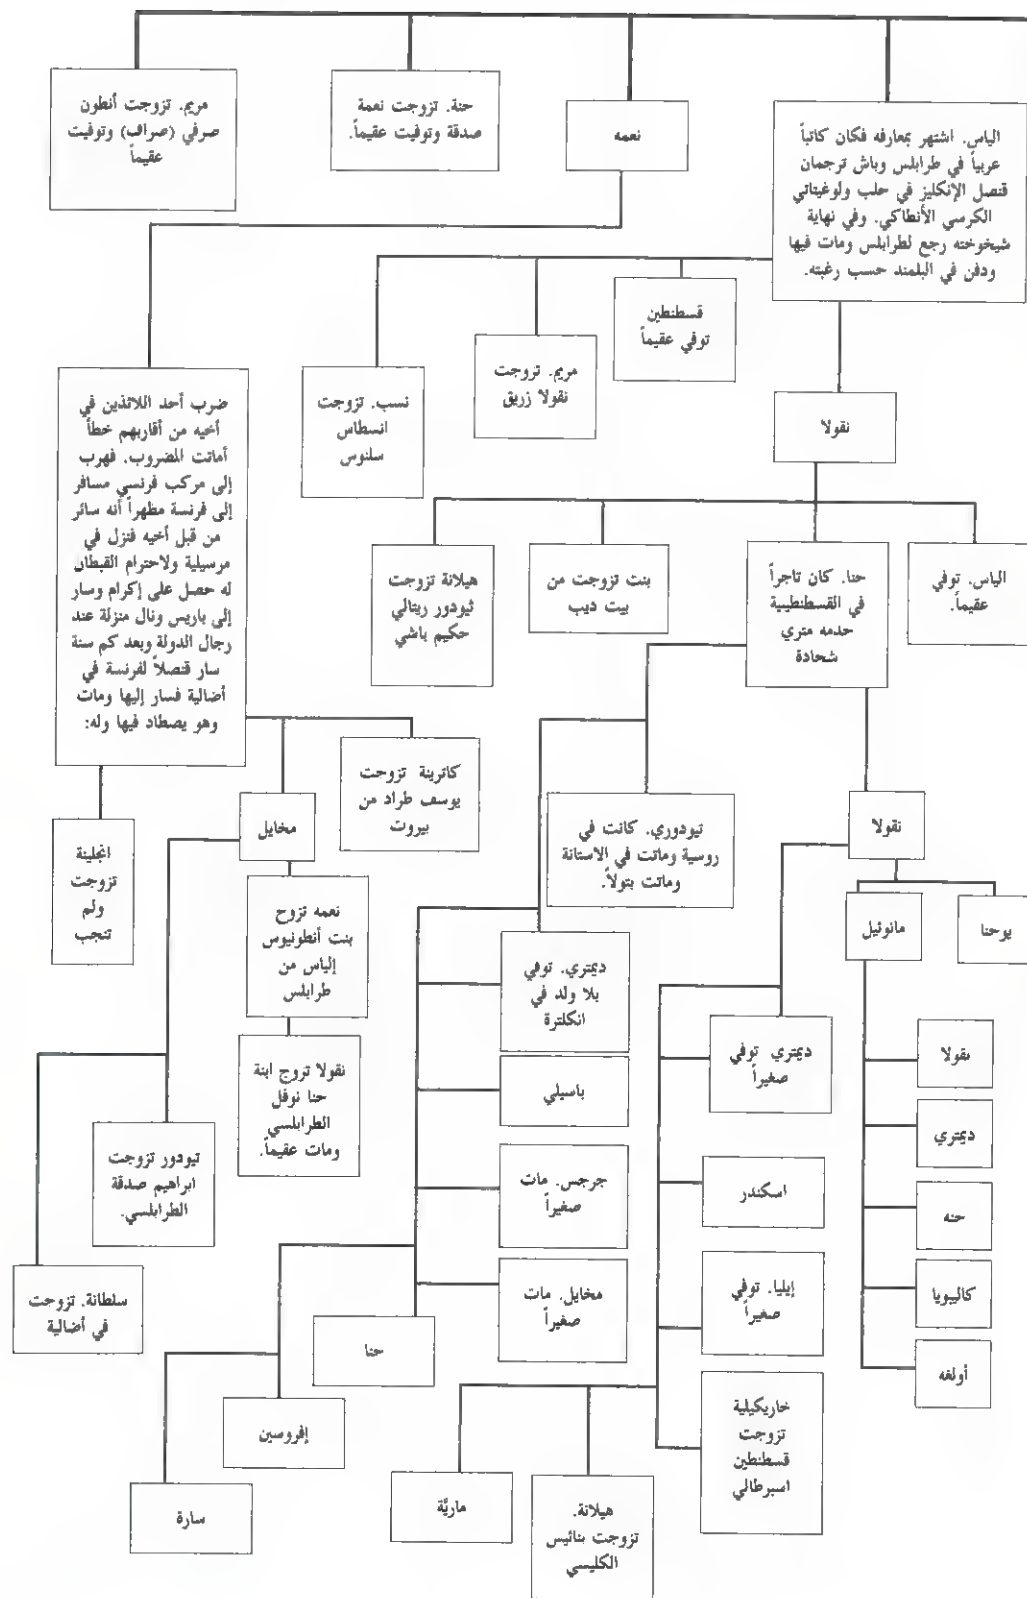 الياس. اشتهر بمعارفه فكان كاتباً
عربياً في طرابلس وباش ترجمان
قنصل الإنكليز في حلب ولوغيتاتي
الكرسي الأنطاكي. وفي نهاية
شيخوخته رجع لطرابلس ومات فيها
ودفن في البلمند حسب رغبته.
نعمه
حنة. تزوجت نعمة
صدقة وتوفيت عقيماً.
مريم. تزوجت أنطون
صرفي (صراف) وتوفيت
عقيماً
قسطنطين
توفي عقيماً
مريم. تزوجت
نقولا زريق
نسب. تزوجت
انسطاس
سلنوس
نقولا
ضرب أحد اللائذين في
أخيه من أقاربهم خطأ
أماتت المضروب. فهرب
إلى مركب فرنسي مسافر
إلى فرنسة مظهراً أنه سائر
من قبل أخيه فنزل في
مرسيلية ولاحترام القبطان
له حصل على إكرام وسار
إلى باريس ونال منزلة عند
رجال الدولة وبعد كم سنة
سار قنصلاً لفرنسة في
أضالية فسار إليها ومات
وهو يصطاد فيها وله:
الياس. توفي
عقيماً.
حنا. كان تاجراً
في القسطنطينية
خدمه متري
شحادة
بنت تزوجت من
بيت ديب
هيلانة تزوجت
ثيودور ريتالي
حكيم باشي
كاترينة تزوجت
يوسف طراد من
بيروت
مخايل
انجلينة
تزوجت
ولم
تنجب
نقولا
تيودوري. كانت في
روسية وماتت في الاستانة
وماتت بتولاً.
نعمه تزوج
بنت أنطونيوس
إلياس من
طرابلس
يوحنا
مانوئيل
ديمتري. توفي
بلا ولد في
انكلترة
نقولا تزوج ابنة
حنا نوفل
الطرابلسي
ومات عقيماً.
نقولا
ديمتري توفي
صغيراً
باسيلي
ديمتري
تيودور تزوجت
ابراهيم صدقة
الطرابلسي.
حنه
اسكندر
جرجس. مات
صغيراً
كاليبويا
إيليا. توفي
صغيراً
مخايل. مات
صغيراً
سلطانة. تزوجت
في أضالية
حنا
أولغه
خاريكيلية
تزوجت
قسطنطين
اسبرطالي
إفروسين
هيلانة.
تزوجت بنائيس
الكليسي
ماريّة
سارة